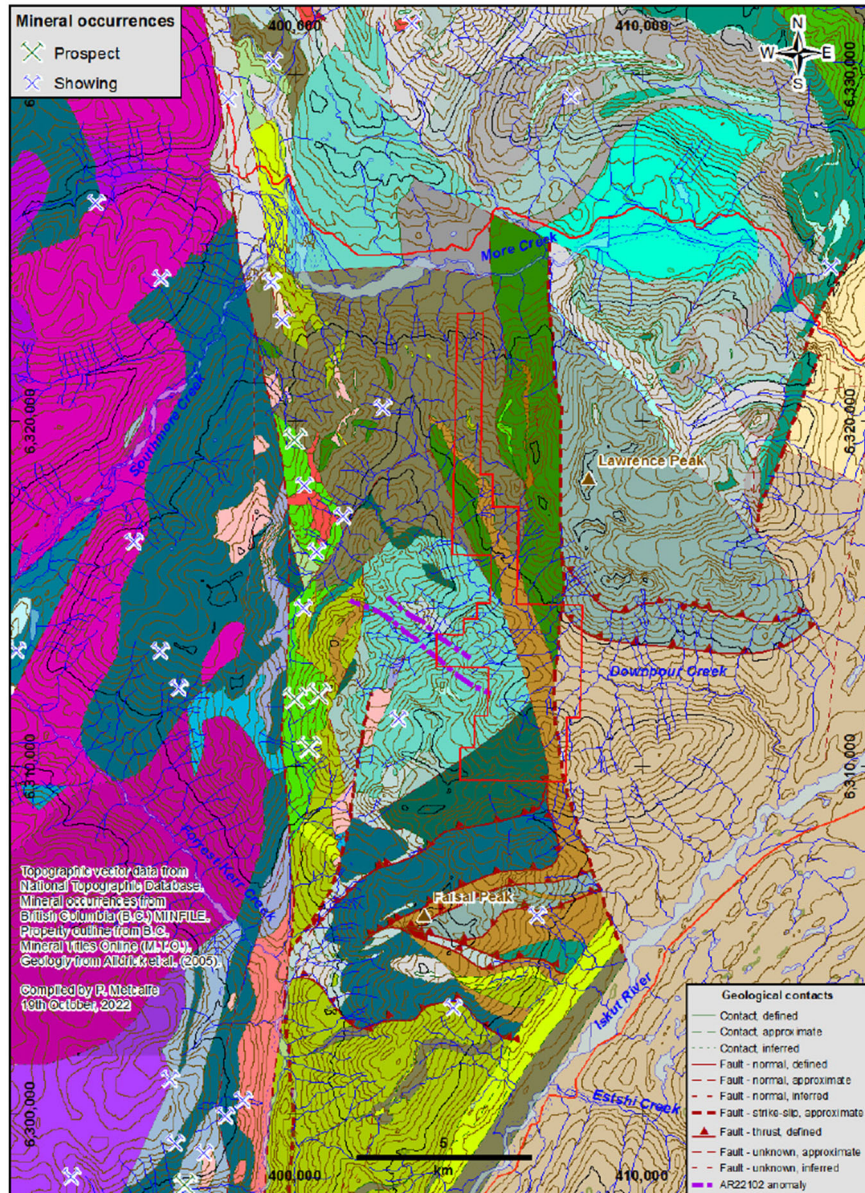 Mineral occurrences
Prospect
Showing
400,000
410,000
N
W E
S
6,330,000
More Creek
Southmore Creek
6,320,000
6,320,000
Lawrence Peak
Downpour Creek
6,310,000
6,310,000
Forrest Kerr Creek
Topographic vector data from
National Topographic Database.
Mineral occurrences from
British Columbia (B.C.) MINFILE.
Property outline from B.C.
Mineral Titles Online (M.T.O.).
Geology from Alldrick et al. (2005).
Compiled by P. Metcalfe
19th October, 2022
Falsal Peak
Iskut River
Estshi Creek
6,300,000
5
km
400,000
410,000
Geological contacts
Contact, defined
Contact, approximate
Contact, inferred
Fault - normal, defined
Fault - normal, approximate
Fault - normal, inferred
Fault - strike-slip, approximate
Fault - thrust, defined
Fault - unknown, approximate
Fault - unknown, inferred
AR22102 anomaly